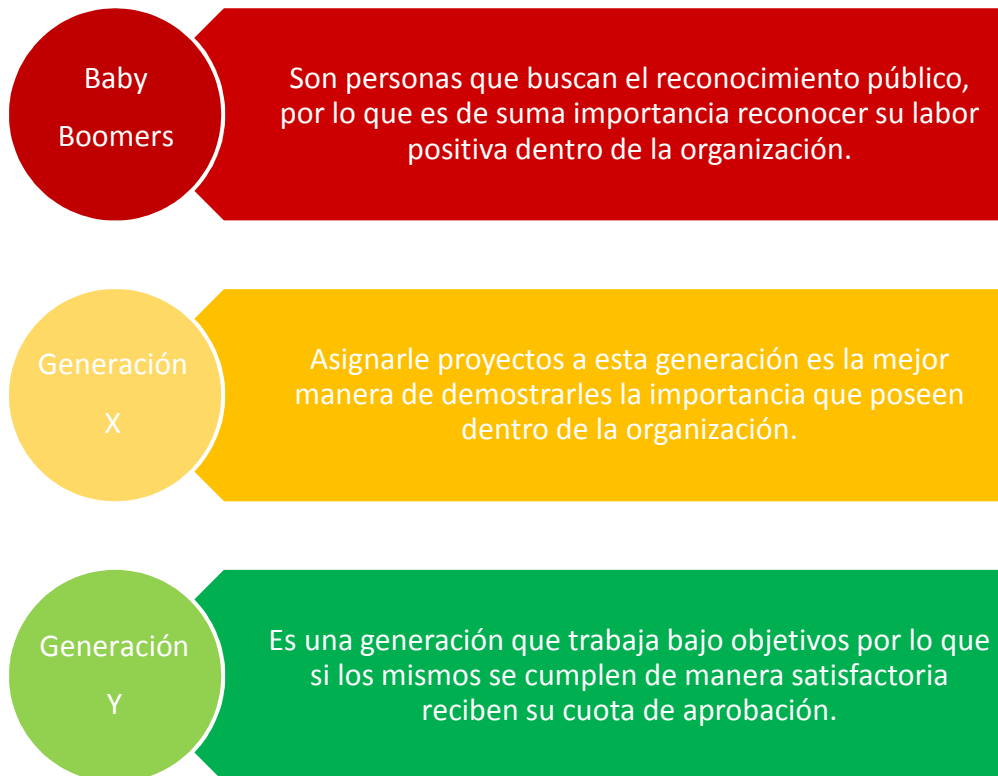 Baby
Boomers
Son personas que buscan el reconocimiento público,
por lo que es de suma importancia reconocer su labor
positiva dentro de la organización.
Generación
X
Asignarle proyectos a esta generación es la mejor
manera de demostrarles la importancia que poseen
dentro de la organización.
Generación
Y
Es una generación que trabaja bajo objetivos por lo que
si los mismos se cumplen de manera satisfactoria
reciben su cuota de aprobación.